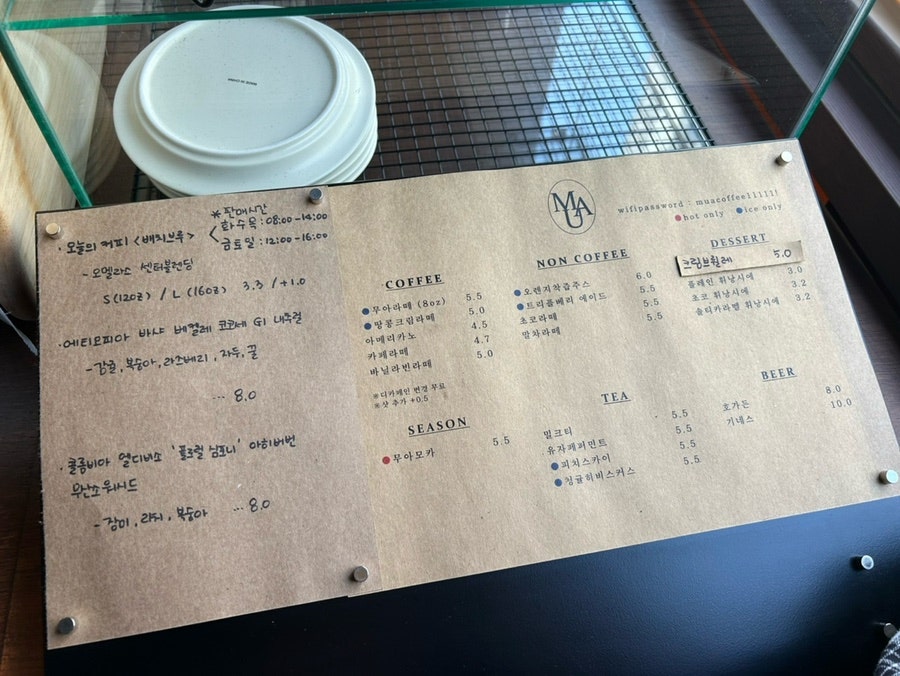 ·오늘의 커피 <배치브루>
*판매시간
화수목 : 08:00-14:00
금토일 : 12:00-16:00
- 오멜라스 센터블렌딩
S(12oz) / L(16oz) 3.3 / +1.0
·에티오피아 바샤 베켈레 코코세 G1 내추럴
- 감귤, 복숭아, 라즈베리, 자두, 꿀
... 8.0
·콜롬비아 엘디비소 '플로럴 심포니' 아히버번
무산소 워시드
- 장미, 리치, 복숭아 ... 8.0
MUA
wifipassword : muacoffee11111!
hot only ice only
COFFEE
무아라떼 (8oz) 5.5
땅콩크림라떼 5.0
아메리카노 4.5
카페라떼 4.7
바닐라빈라떼 5.0
※디카페인 변경 무료
※샷 추가 +0.5
SEASON
무아모카 5.5
NON COFFEE
오렌지착즙주스 6.0
트리플베리 에이드 5.5
초코라떼 5.5
말차라떼
TEA
밀크티 5.5
유자페퍼민트 5.5
피치스카이 5.5
싱글히비스커스 5.5
DESSERT
크림브륄레 5.0
플레인 휘낭시에 3.0
초코 휘낭시에 3.2
솔티카라멜 휘낭시에 3.2
BEER
호가든 8.0
기네스 10.0